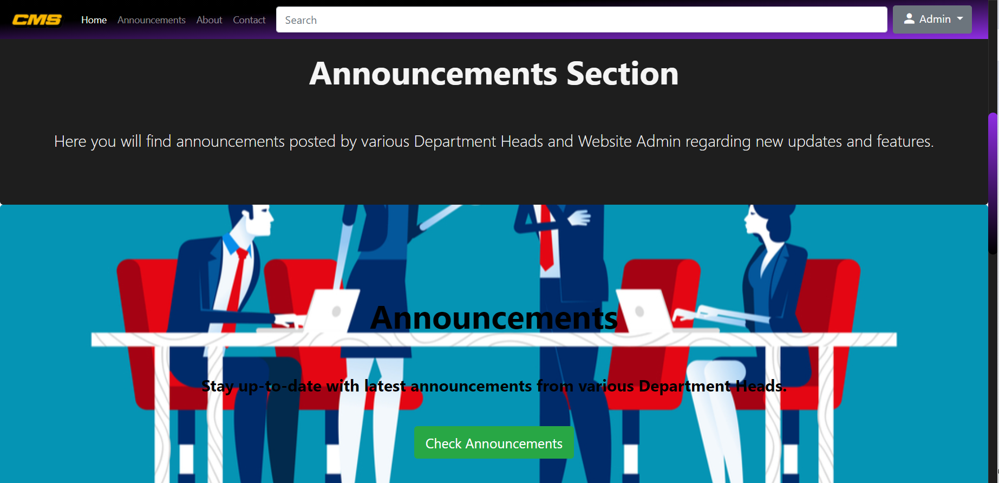 CMS Home Announcements About Contact Search Admin
Announcements Section
Here you will find announcements posted by various Department Heads and Website Admin regarding new updates and features.
Announcements
Stay up-to-date with latest announcements from various Department Heads.
Check Announcements